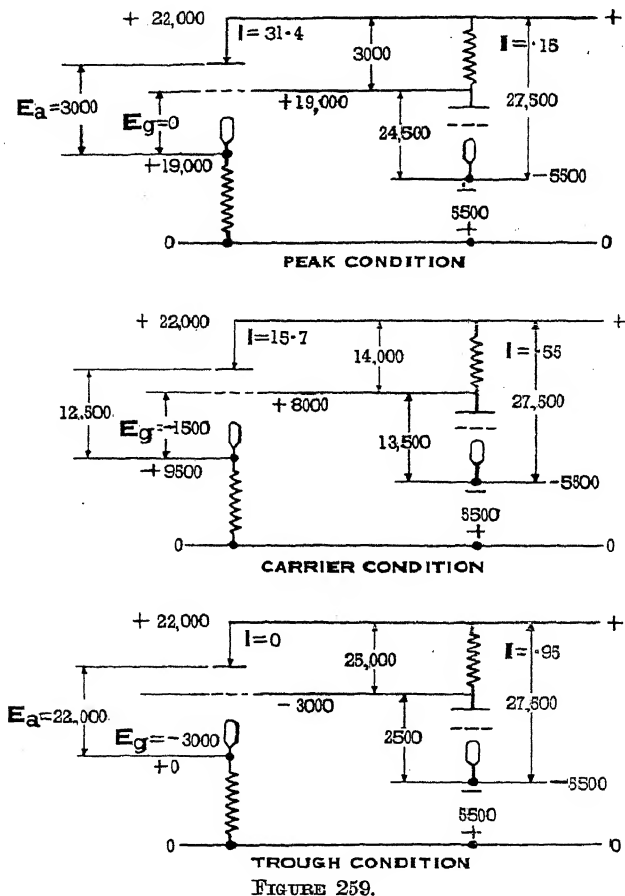 + 22,000
I = 31·4
3000
I = ·15
+
Ea = 3000
Eg = 0
+19,000
27,500
24,500
+19,000
-5500
5500
+
0
0
PEAK CONDITION
+ 22,000
I = 15·7
14,000
I = ·55
+
12,500
Eg = -1500
+8000
27,500
13,500
+ 9500
-5500
5500
+
0
0
CARRIER CONDITION
+ 22,000
I = 0
25,000
I = ·95
+
Ea = 22,000
Eg = -3000
- 3000
27,500
2500
+0
-5500
5500
+
0
0
TROUGH CONDITION
FIGURE 259.